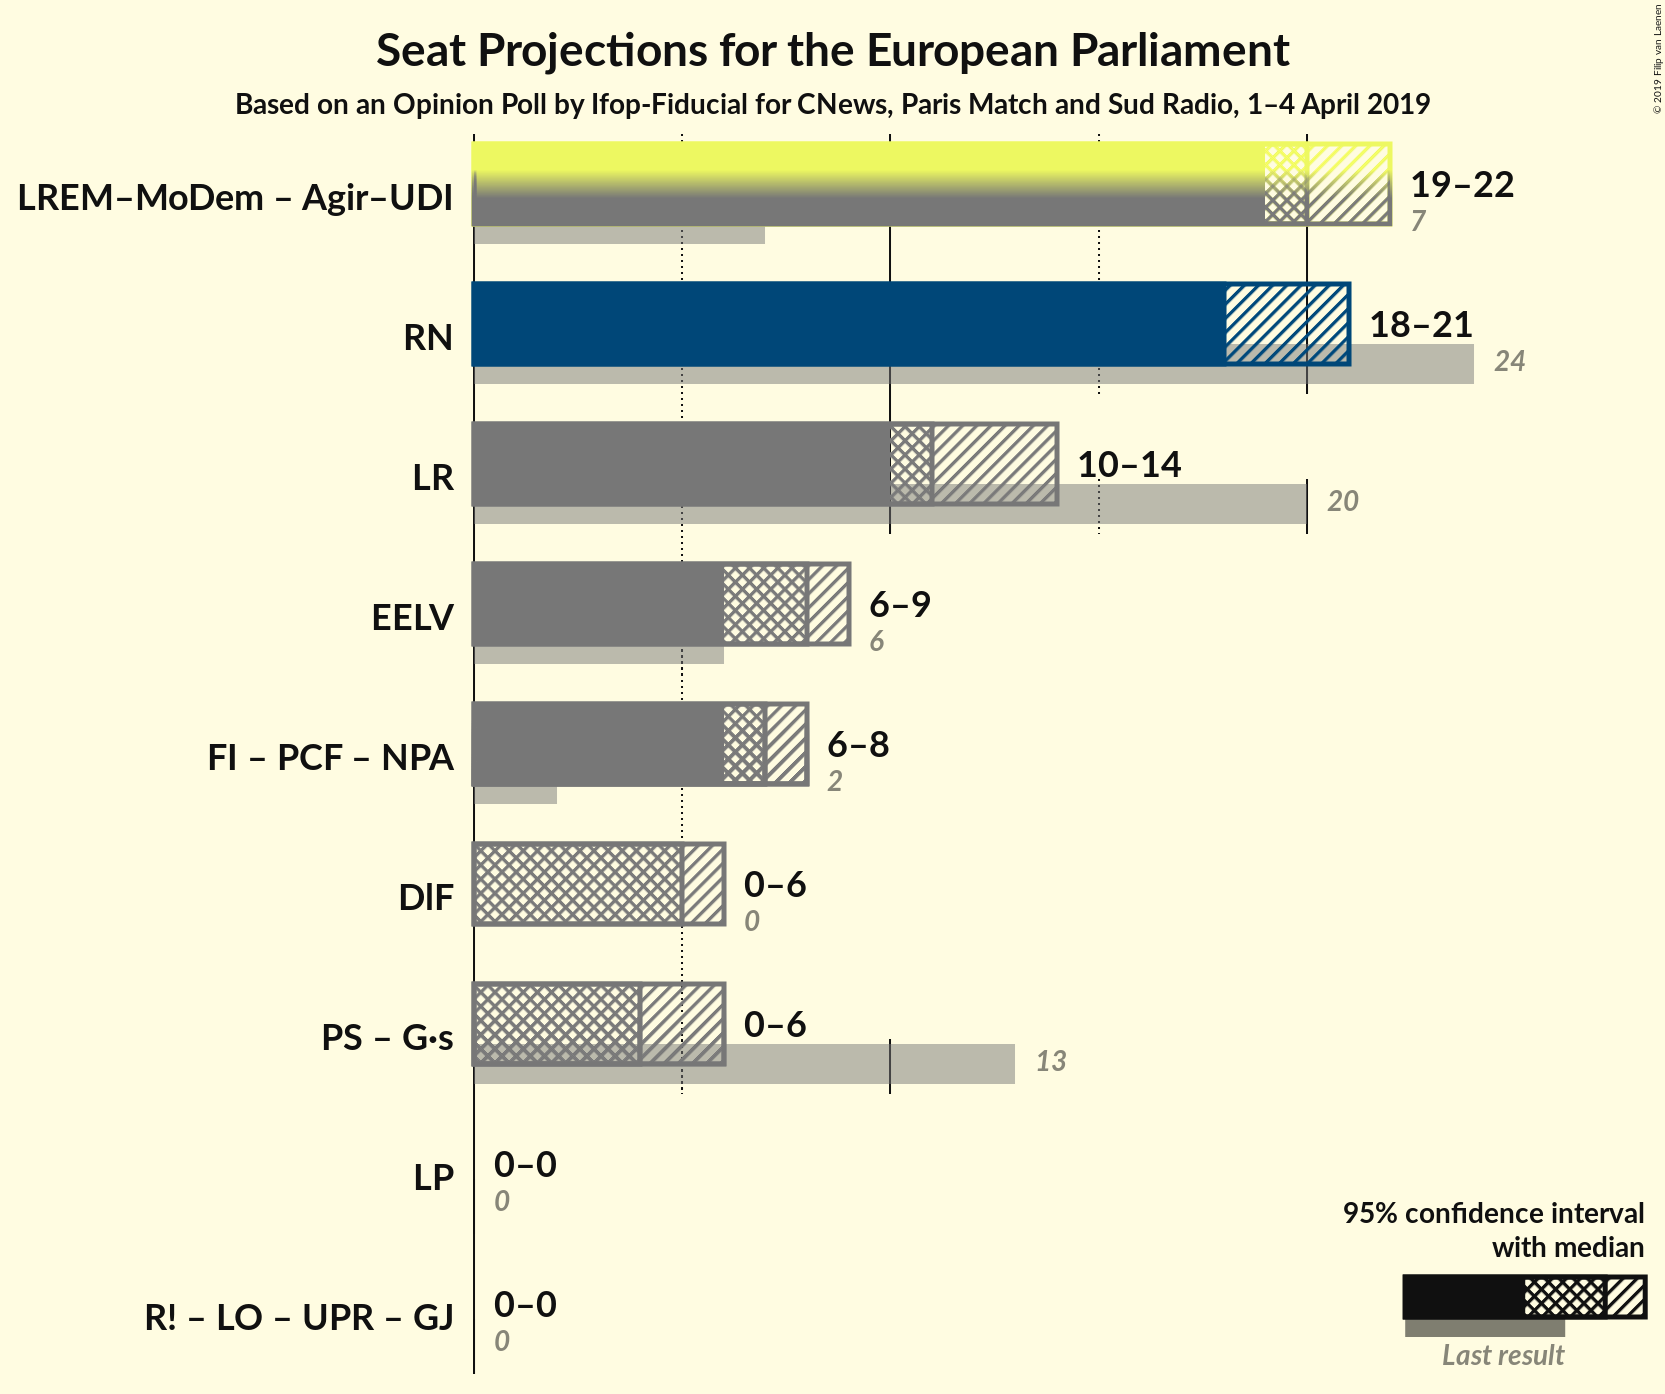 Seat Projections for the European Parliament
Based on an Opinion Poll by Ifop-Fiducial for CNews, Paris Match and Sud Radio, 1–4 April 2019
© 2019 Filip van Laenen
LREM–MoDem – Agir–UDI
19–22
7
RN
18–21
24
LR
10–14
20
EELV
6–9
6
FI – PCF – NPA
6–8
2
DlF
0–6
0
PS – G·s
0–6
13
LP
0–0
0
R! – LO – UPR – GJ
0–0
0
95% confidence interval
with median
Last result